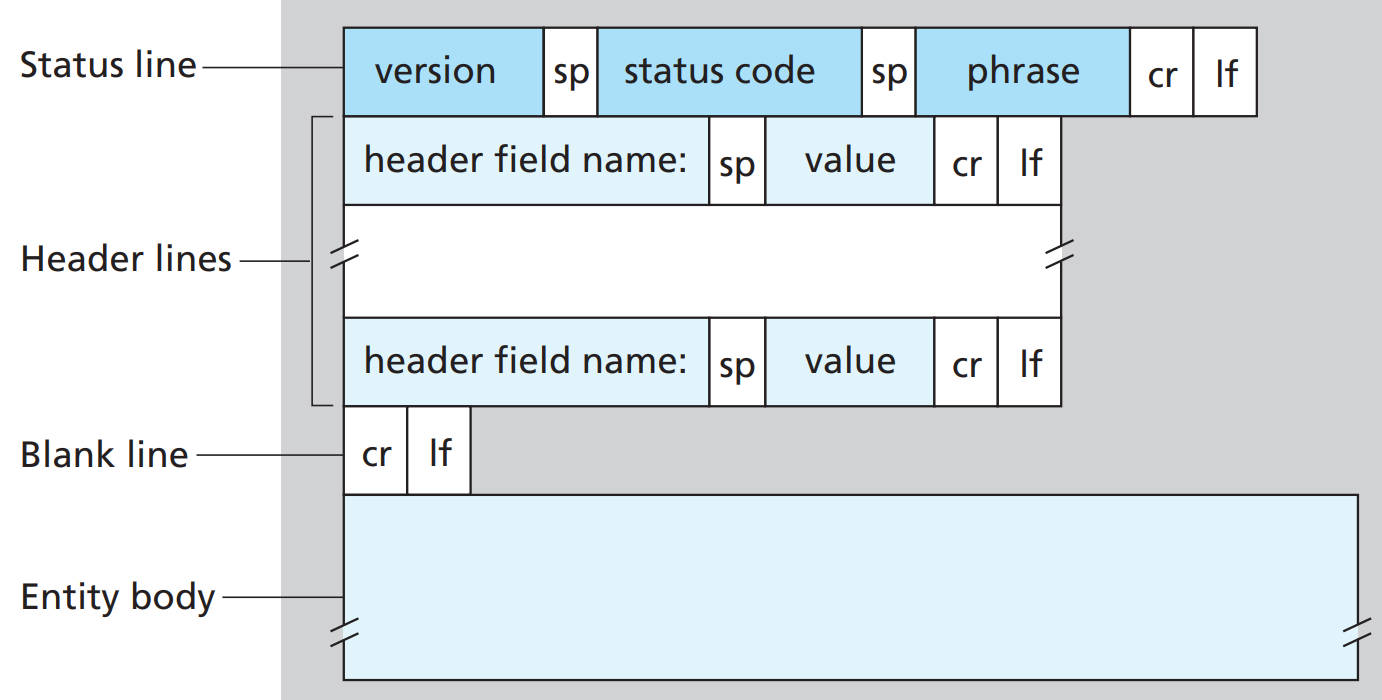 Status line version sp status code sp phrase cr lf
header field name: sp value cr lf
Header lines
header field name: sp value cr lf
Blank line cr lf
Entity body